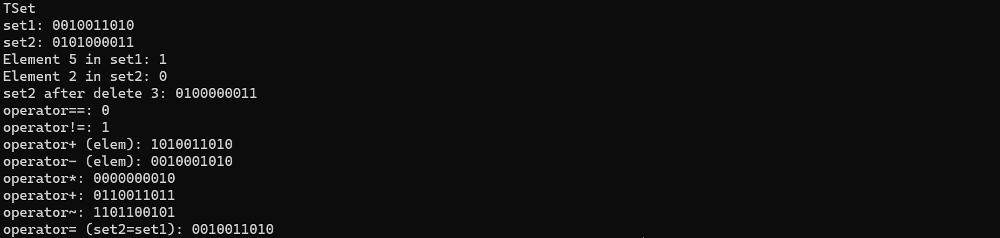 TSet
set1: 0010011010
set2: 0101000011
Element 5 in set1: 1
Element 2 in set2: 0
set2 after delete 3: 0100000011
operator==: 0
operator!=: 1
operator+ (elem): 1010011010
operator- (elem): 0010001010
operator*: 0000000010
operator+: 0110011011
operator~: 1101100101
operator= (set2=set1): 0010011010